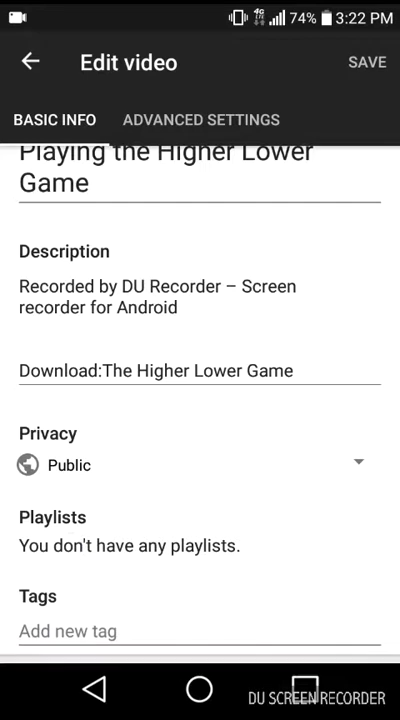 4G
LTE
74%
3:22 PM
Edit video
SAVE
BASIC INFO
ADVANCED SETTINGS
Playing the Higher Lower
Game
Description
Recorded by DU Recorder – Screen
recorder for Android
Download:The Higher Lower Game
Privacy
Public
Playlists
You don't have any playlists.
Tags
Add new tag
DU SCREEN RECORDER